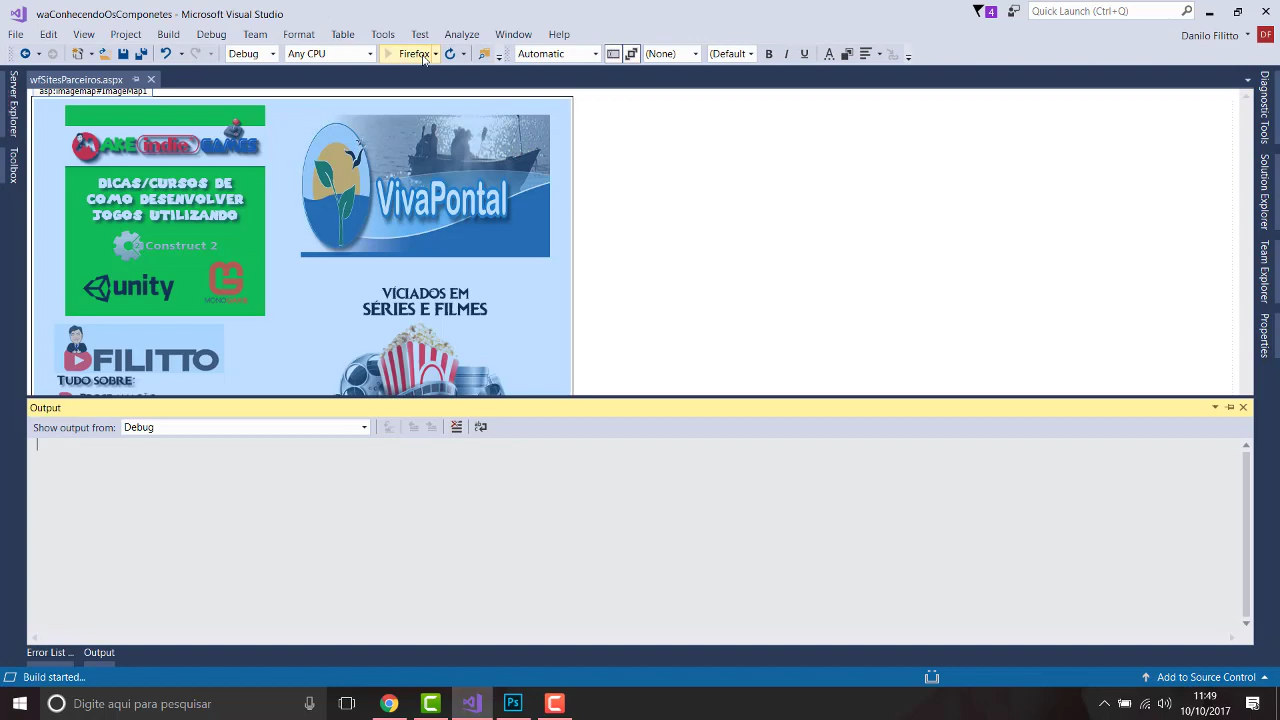 waConhecendoOsComponetes - Microsoft Visual Studio
4
Quick Launch (Ctrl+Q)
File Edit View Project Build Debug Team Format Table Tools Test Analyze Window Help
Danilo Filitto
DF
Debug
Any CPU
Firefox
Automatic
(None)
(Default
B I U A
wfSitesParceiros.aspx
Server Explorer
Toolbox
asp:imagemap#ImageMap1
AKE indie GAMES
DICAS/CURSOS DE
COMO DESENVOLVER
JOGOS UTILIZANDO
Construct 2
unity
VivaPontal
VICIADOS EM
SÉRIES E FILMES
DFILITTO
TUDO SOBRE:
Diagnostic Tools
Solution Explorer
Team Explorer
Properties
Output
Show output from: Debug
Error List ...
Output
Build started...
Add to Source Control
Digite aqui para pesquisar
11:49
10/10/2017